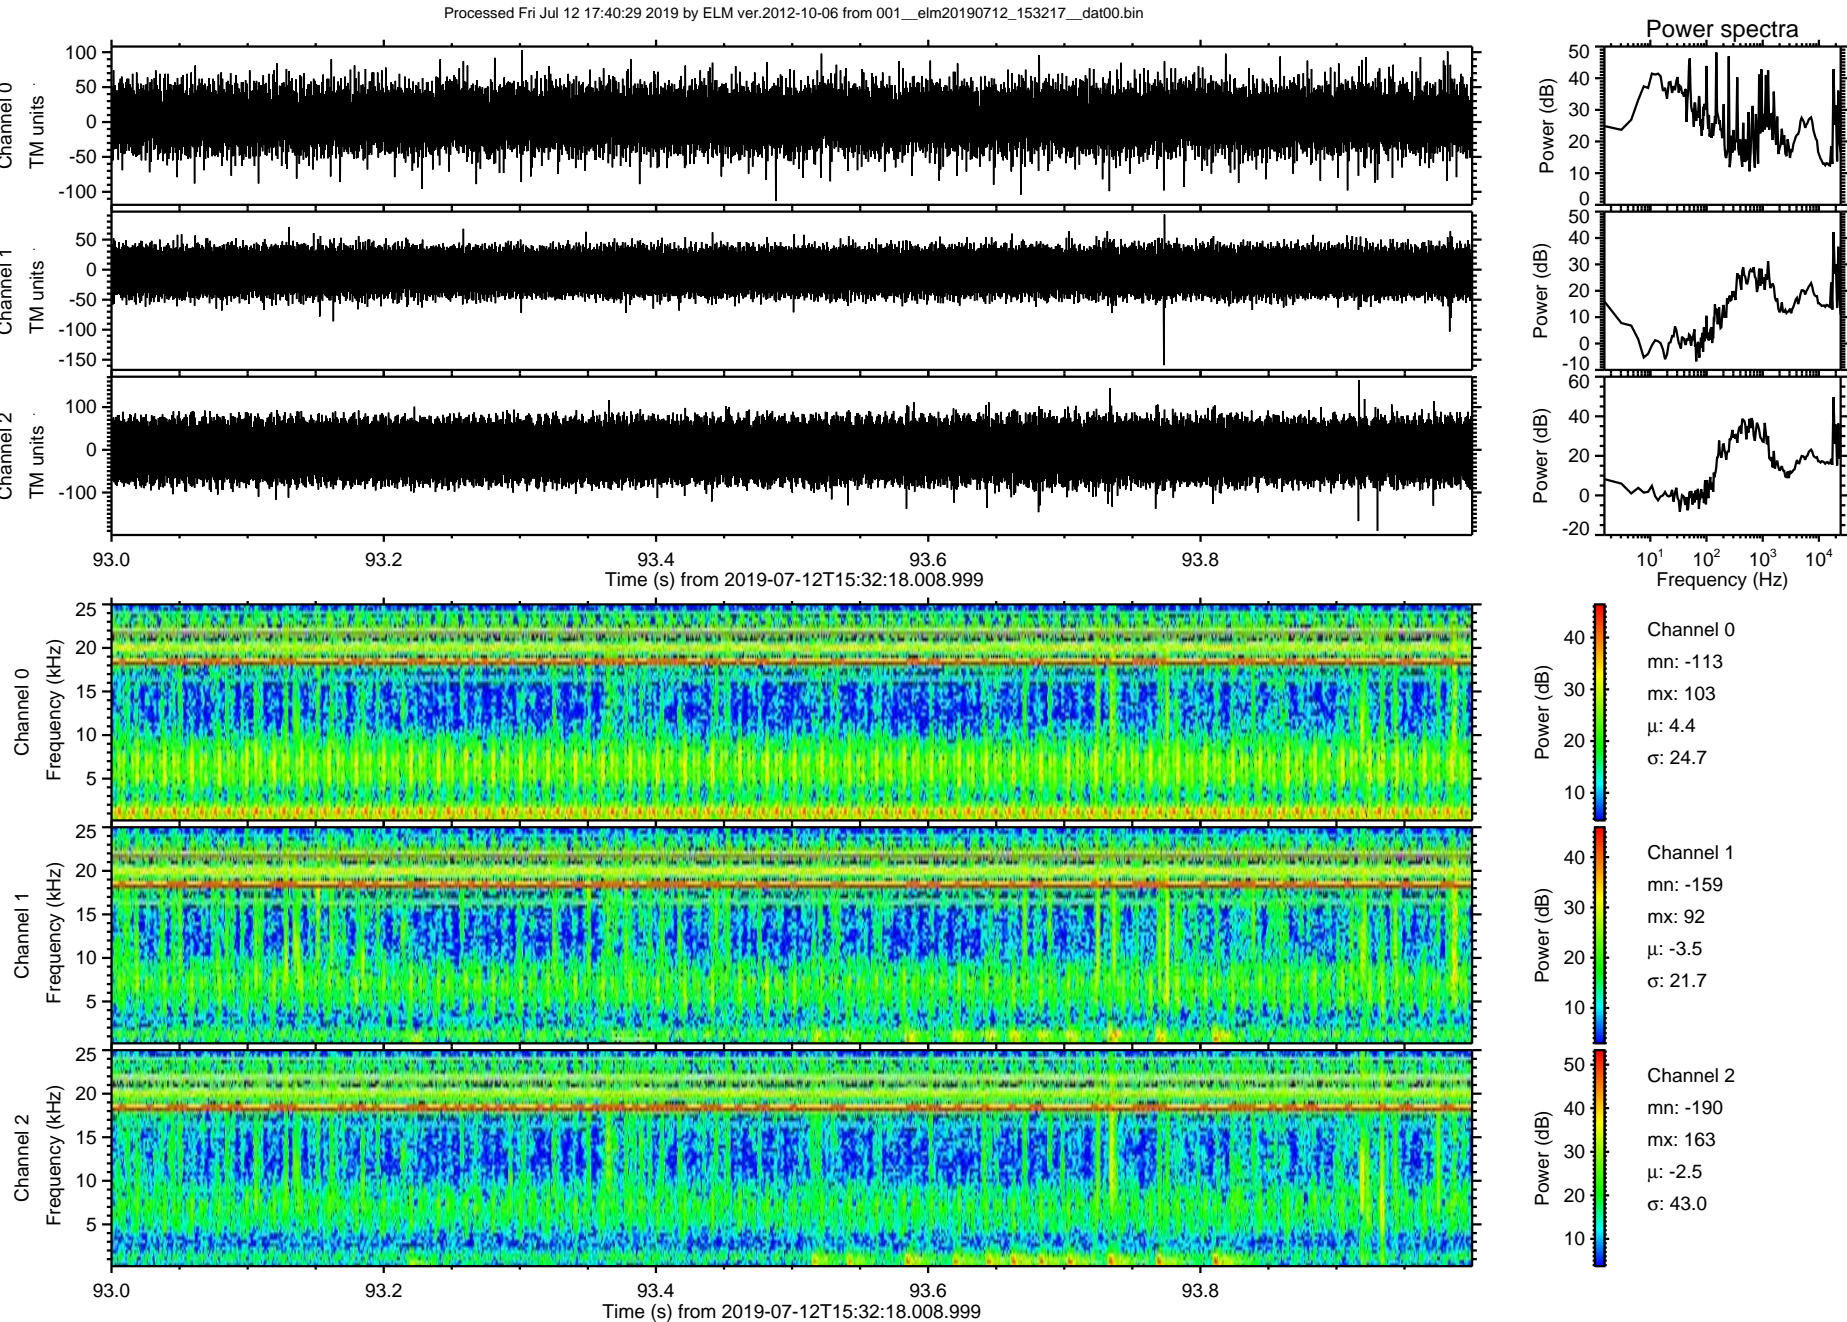 Processed Fri Jul 12 17:40:29 2019 by ELM ver.2012-10-06 from 001__elm20190712_153217__dat00.bin
Power spectra
Channel 0
TM units
100
50
0
-50
-100
Power (dB)
50
40
30
20
10
0
Channel 1
TM units
50
0
-50
-100
-150
Power (dB)
50
40
30
20
10
0
-10
Channel 2
TM units
100
0
-100
Power (dB)
60
40
20
0
-20
93.0 93.2 93.4 93.6 93.8
Time (s) from 2019-07-12T15:32:18.008.999
10¹ 10² 10³ 10⁴
Frequency (Hz)
Channel 0
Frequency (kHz)
25
20
15
10
5
Power (dB)
40
30
20
10
Channel 0
mn: -113
mx: 103
μ: 4.4
σ: 24.7
Channel 1
Frequency (kHz)
25
20
15
10
5
Power (dB)
40
30
20
10
Channel 1
mn: -159
mx: 92
μ: -3.5
σ: 21.7
Channel 2
Frequency (kHz)
25
20
15
10
5
Power (dB)
50
40
30
20
10
Channel 2
mn: -190
mx: 163
μ: -2.5
σ: 43.0
93.0 93.2 93.4 93.6 93.8
Time (s) from 2019-07-12T15:32:18.008.999